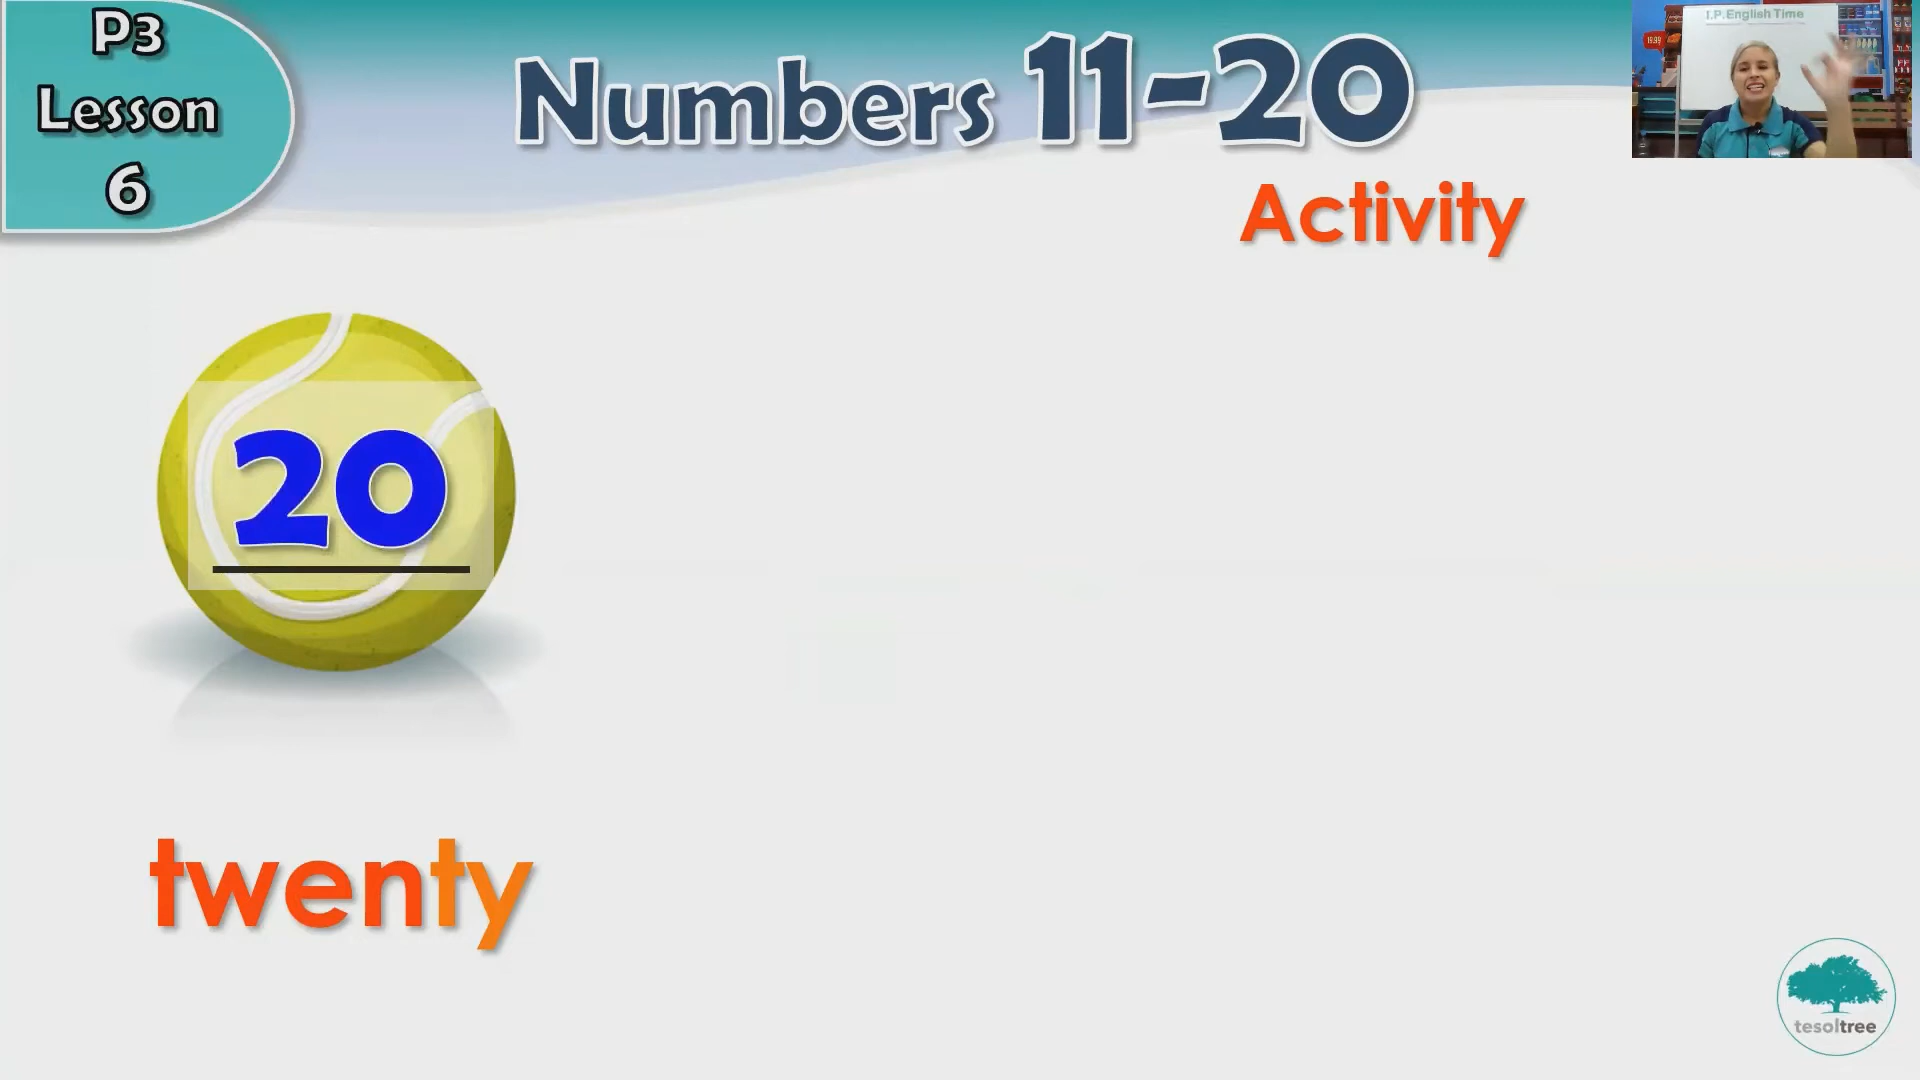 P3
Lesson
6
Numbers 11-20
I.P.English Time
Activity
20
twenty
tesoltree